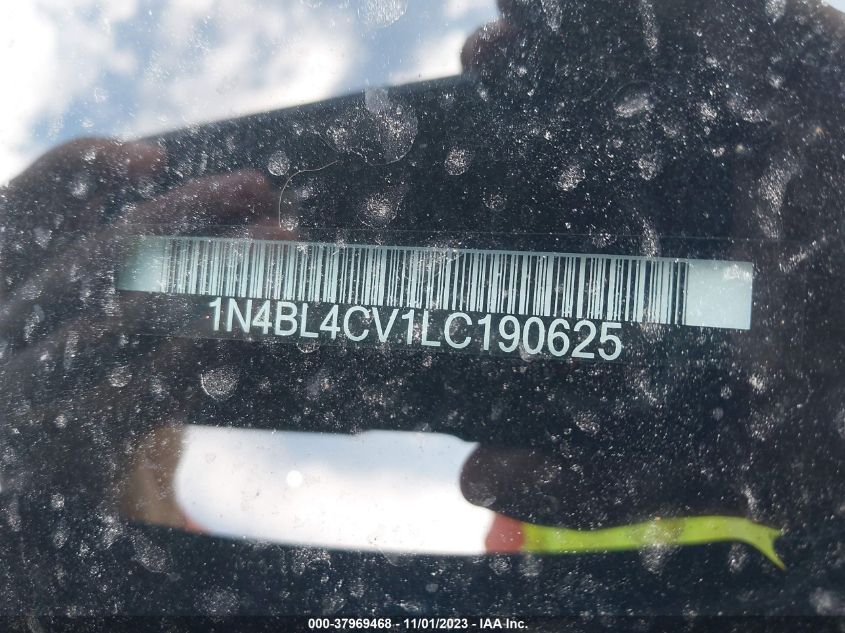 1N4BL4CV1LC190625
000-37969468 - 11/01/2023 - IAA Inc.